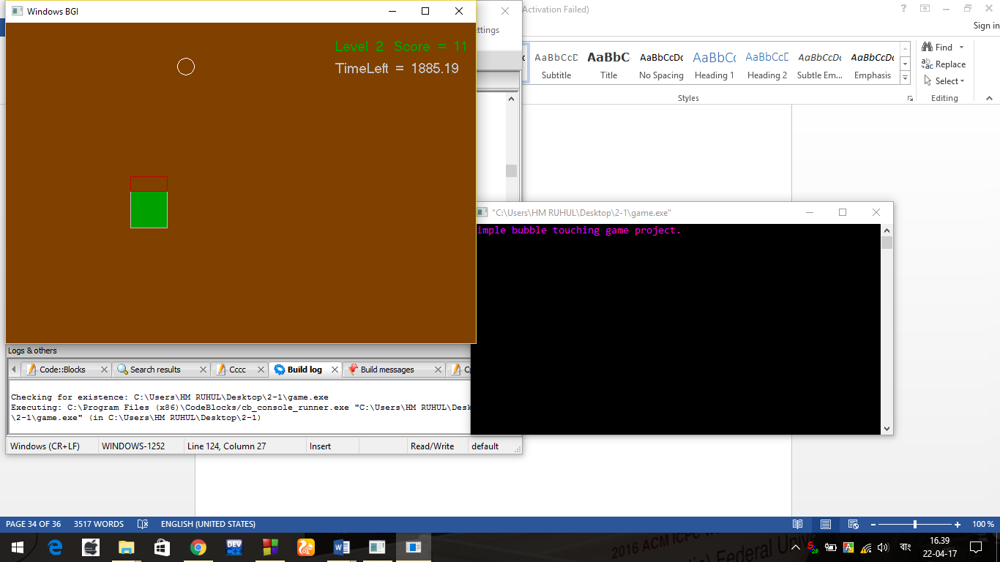 Windows BGI
Activation Failed)
ettings
Sign in
Level 2 Score = 11
TimeLeft = 1885.19
AaBbCcD
AaBbC
AaBbCcDc
AaBbCc
AaBbCcD
AaBbCcDc
AaBbCcDc
Subtitle
Title
No Spacing
Heading 1
Heading 2
Subtle Em...
Emphasis
Find
Replace
Select
Styles
Editing
"C:\Users\HM RUHUL\Desktop\2-1\game.exe"
imple bubble touching game project.
Logs & others
Code::Blocks
Search results
Cccc
Build log
Build messages
Checking for existence: C:\Users\HM RUHUL\Desktop\2-1\game.exe
Executing: C:\Program Files (x86)\CodeBlocks/cb_console_runner.exe "C:\Users\HM RUHUL\Desk
\2-1\game.exe" (in C:\Users\HM RUHUL\Desktop\2-1)
Windows (CR+LF) WINDOWS-1252 Line 124, Column 27 Insert Read/Write default
PAGE 34 OF 36 3517 WORDS ENGLISH (UNITED STATES) 100 %
DEV
2016 ACM ICPC
Federal Univ
বাং
16.39
22-04-17